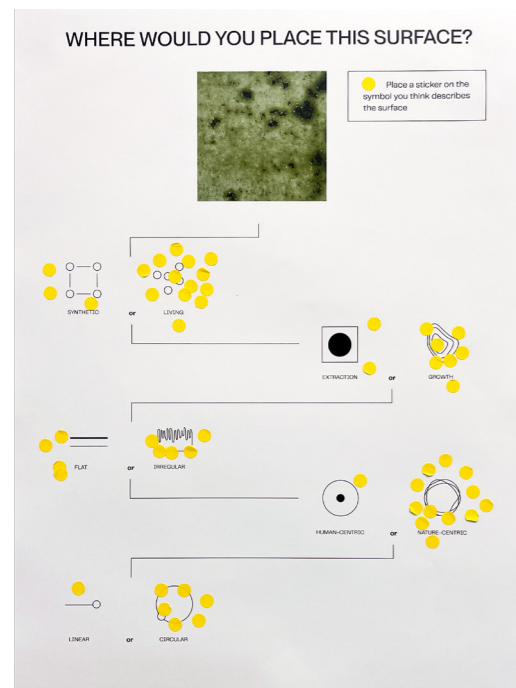 WHERE WOULD YOU PLACE THIS SURFACE?
Place a sticker on the
symbol you think describes
the surface
SYNTHETIC or LIVING
EXTRACTION or GROWTH
FLAT or IRREGULAR
HUMAN-CENTRIC or NATURE-CENTRIC
LINEAR or CIRCULAR